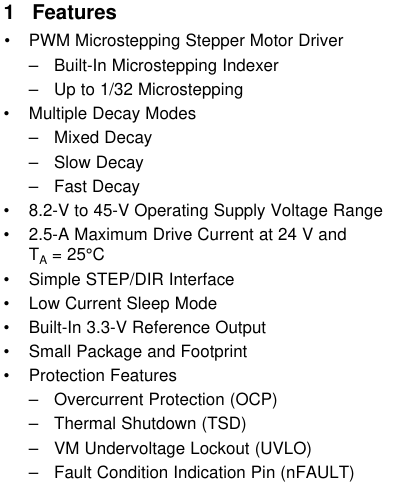 1 Features
• PWM Microstepping Stepper Motor Driver
– Built-In Microstepping Indexer
– Up to 1/32 Microstepping
• Multiple Decay Modes
– Mixed Decay
– Slow Decay
– Fast Decay
• 8.2-V to 45-V Operating Supply Voltage Range
• 2.5-A Maximum Drive Current at 24 V and
TA = 25°C
• Simple STEP/DIR Interface
• Low Current Sleep Mode
• Built-In 3.3-V Reference Output
• Small Package and Footprint
• Protection Features
– Overcurrent Protection (OCP)
– Thermal Shutdown (TSD)
– VM Undervoltage Lockout (UVLO)
– Fault Condition Indication Pin (nFAULT)